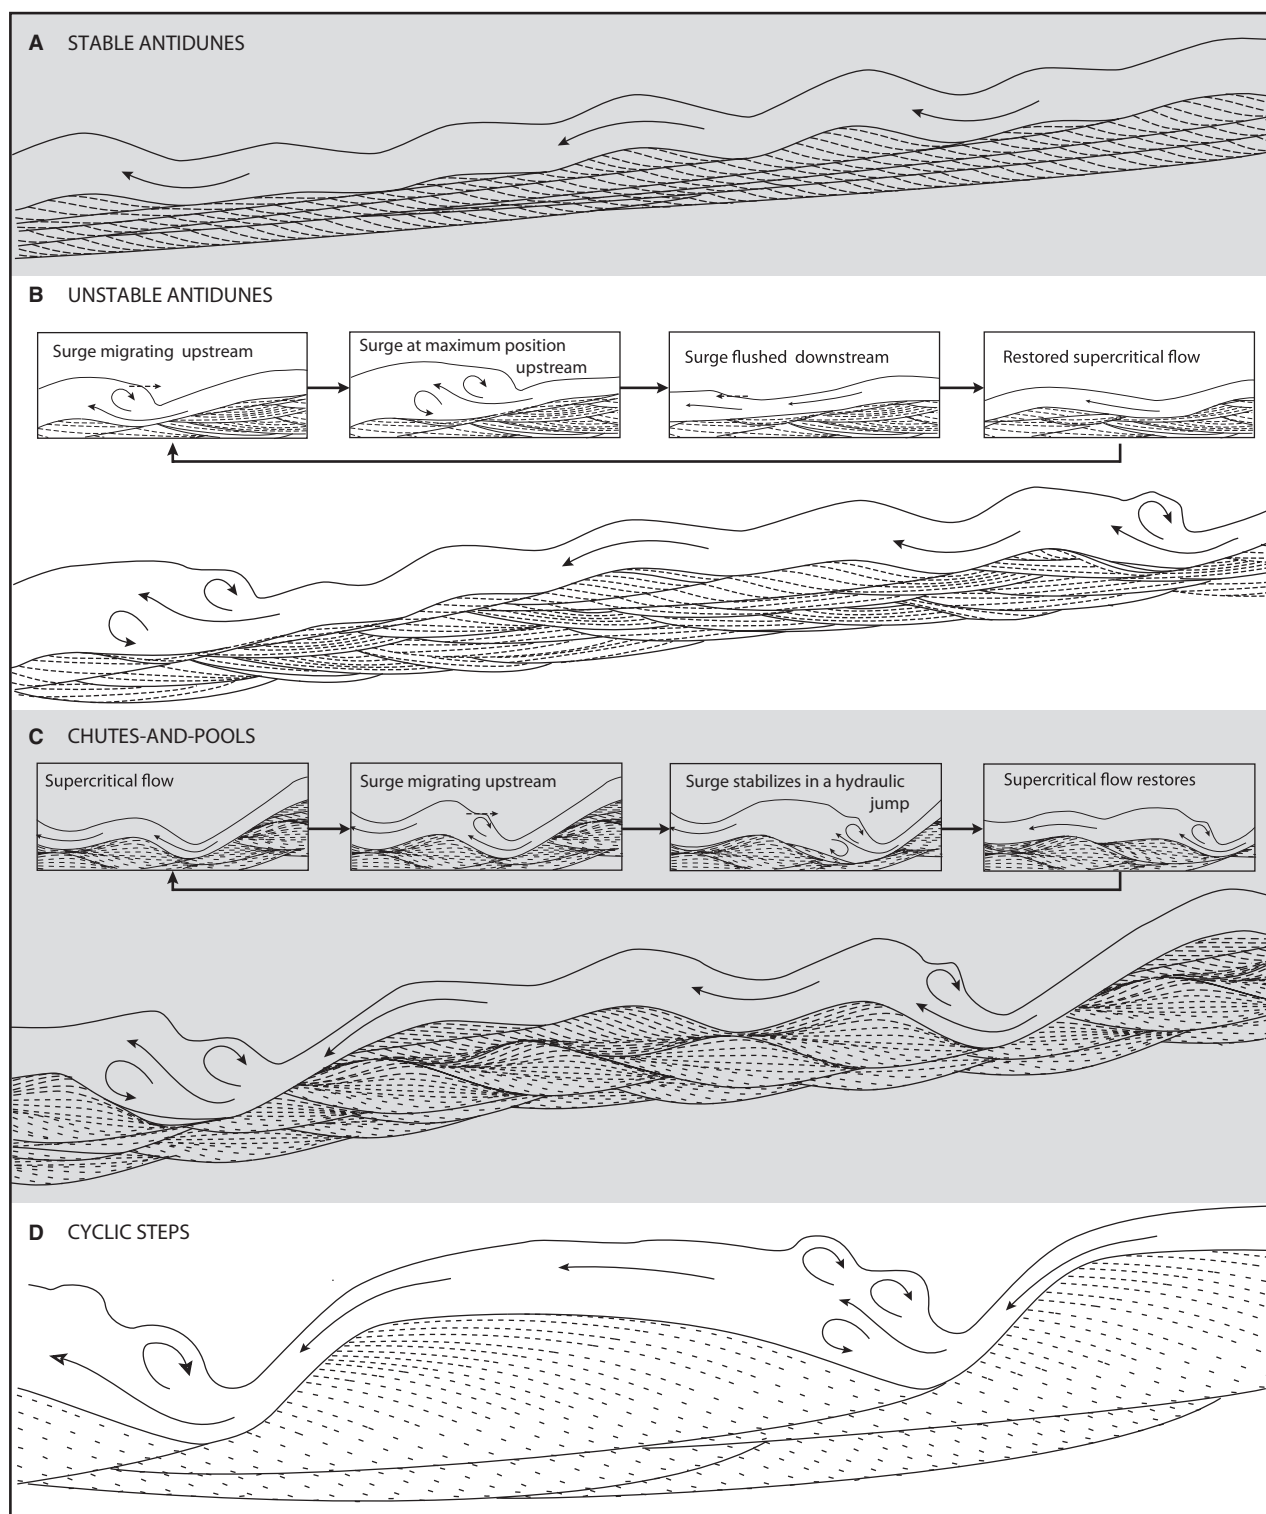 A STABLE ANTIDUNES
B UNSTABLE ANTIDUNES
Surge migrating upstream
Surge at maximum position
upstream
Surge flushed downstream
Restored supercritical flow
C CHUTES-AND-POOLS
Supercritical flow
Surge migrating upstream
Surge stabilizes in a hydraulic
jump
Supercritical flow restores
D CYCLIC STEPS